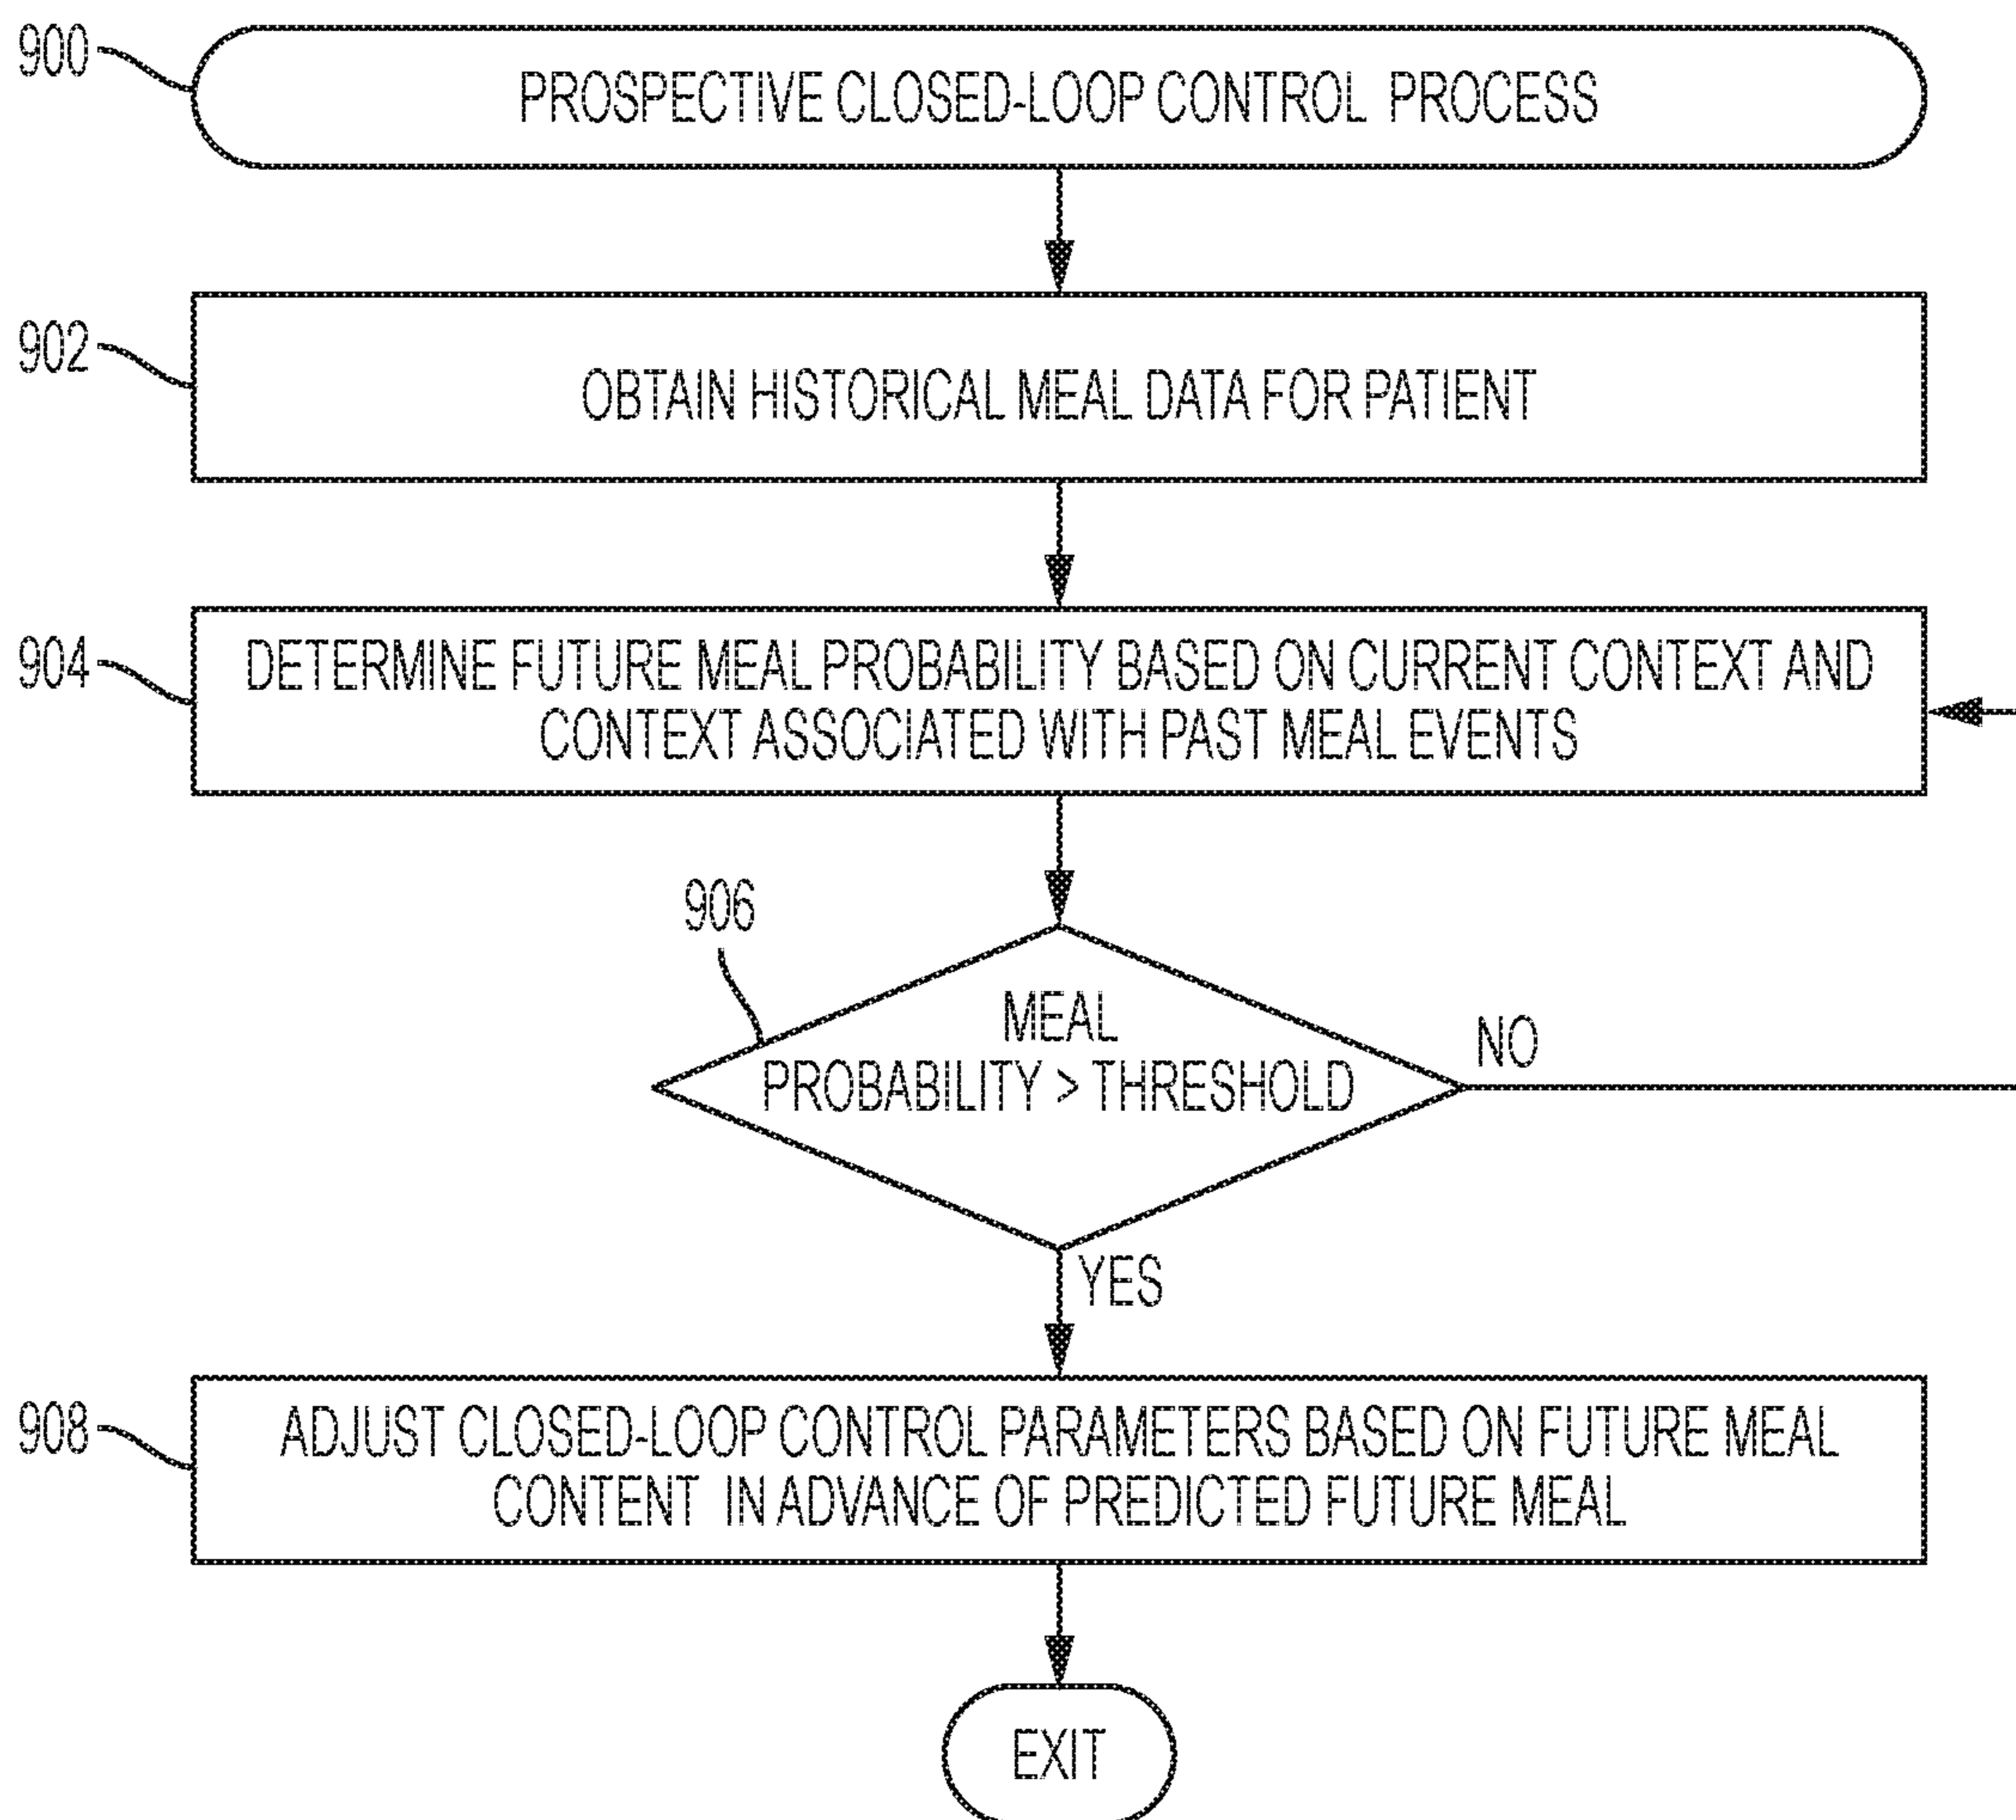 900
PROSPECTIVE CLOSED-LOOP CONTROL PROCESS
902
OBTAIN HISTORICAL MEAL DATA FOR PATIENT
904
DETERMINE FUTURE MEAL PROBABILITY BASED ON CURRENT CONTEXT AND
CONTEXT ASSOCIATED WITH PAST MEAL EVENTS
906
MEAL
PROBABILITY > THRESHOLD
NO
YES
908
ADJUST CLOSED-LOOP CONTROL PARAMETERS BASED ON FUTURE MEAL
CONTENT IN ADVANCE OF PREDICTED FUTURE MEAL
EXIT